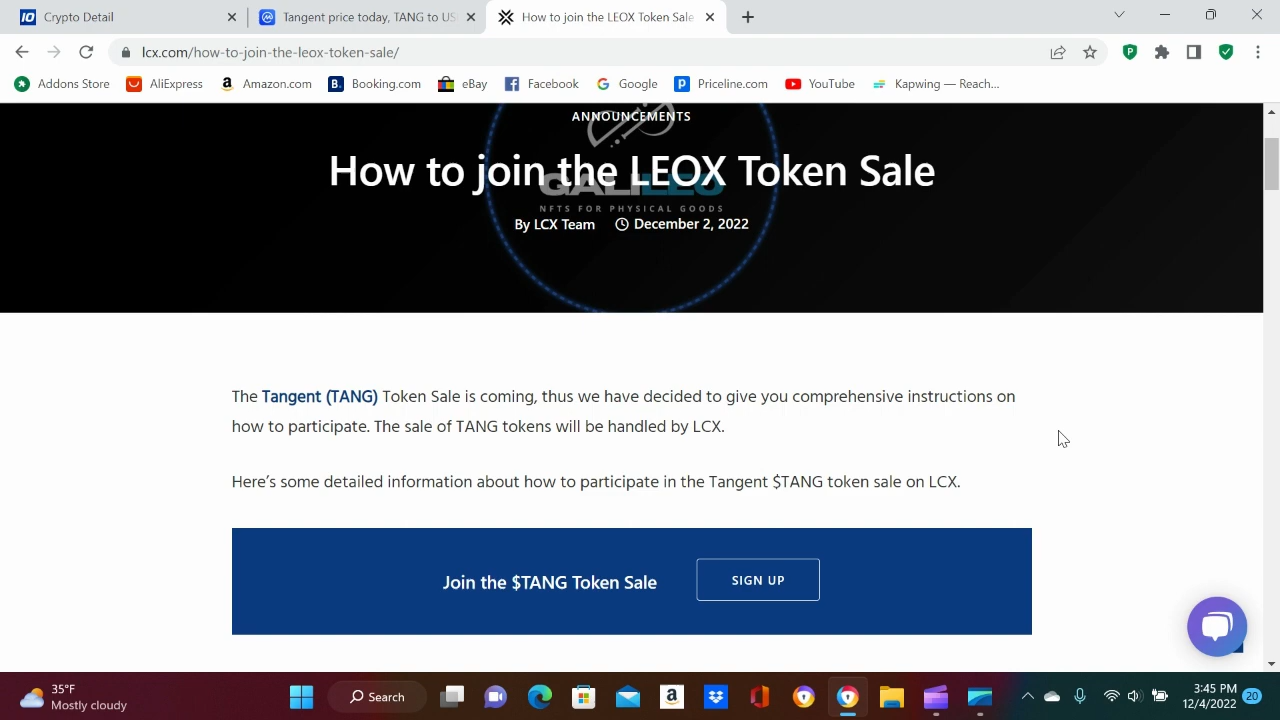 Crypto Detail
Tangent price today, TANG to US
How to join the LEOX Token Sale
lcx.com/how-to-join-the-leox-token-sale/
Addons Store
AliExpress
Amazon.com
Booking.com
eBay
Facebook
Google
Priceline.com
YouTube
Kapwing — Reach...
ANNOUNCEMENTS
How to join the LEOX Token Sale
GALILEO
NFTS FOR PHYSICAL GOODS
By LCX Team December 2, 2022
The Tangent (TANG) Token Sale is coming, thus we have decided to give you comprehensive instructions on
how to participate. The sale of TANG tokens will be handled by LCX.
Here’s some detailed information about how to participate in the Tangent $TANG token sale on LCX.
Join the $TANG Token Sale
SIGN UP
35°F
Mostly cloudy
Search
3:45 PM
12/4/2022
20